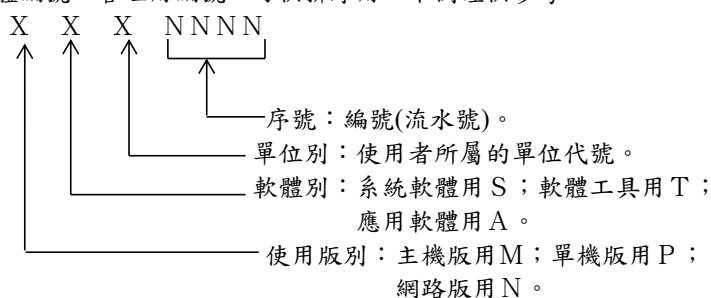 X X X NNNN
序號：編號(流水號)。
單位別：使用者所屬的單位代號。
軟體別：系統軟體用S；軟體工具用T；
應用軟體用A。
使用版別：主機版用M；單機版用P；
網路版用N。